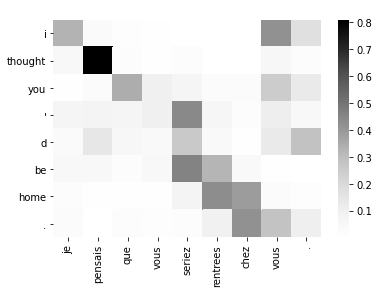 i
thought
you
'
d
be
home
.
je
pensais
que
vous
seriez
rentrees
chez
vous
.
0.8
0.7
0.6
0.5
0.4
0.3
0.2
0.1